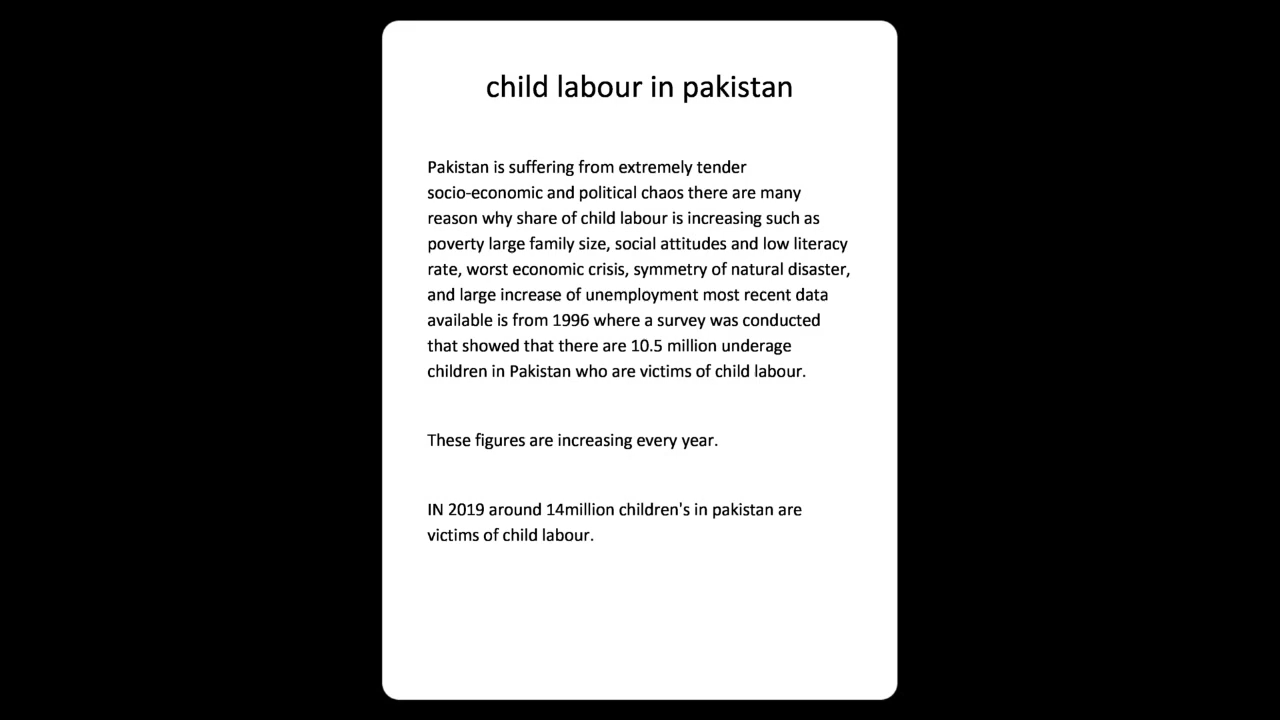 child labour in pakistan
Pakistan is suffering from extremely tender
socio-economic and political chaos there are many
reason why share of child labour is increasing such as
poverty large family size, social attitudes and low literacy
rate, worst economic crisis, symmetry of natural disaster,
and large increase of unemployment most recent data
available is from 1996 where a survey was conducted
that showed that there are 10.5 million underage
children in Pakistan who are victims of child labour.
These figures are increasing every year.
IN 2019 around 14million children's in pakistan are
victims of child labour.